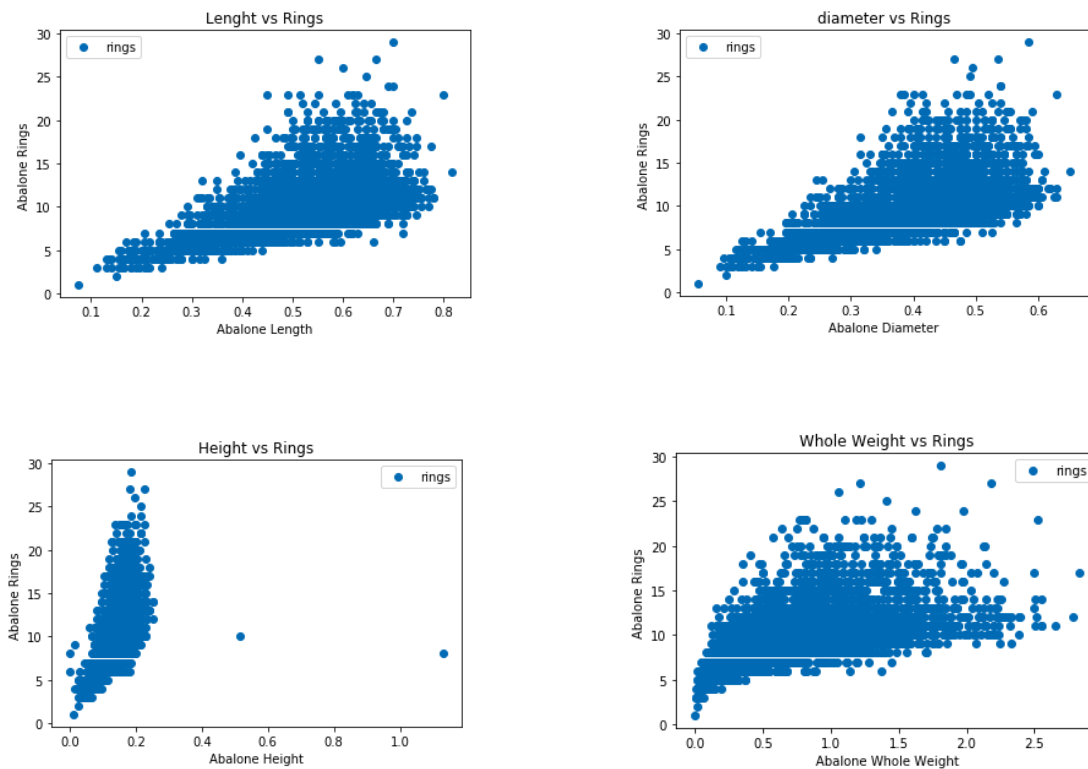 Lenght vs Rings
rings
Abalone Rings
30
25
20
15
10
5
0
0.1 0.2 0.3 0.4 0.5 0.6 0.7 0.8
Abalone Length
diameter vs Rings
rings
Abalone Rings
30
25
20
15
10
5
0
0.1 0.2 0.3 0.4 0.5 0.6
Abalone Diameter
Height vs Rings
rings
Abalone Rings
30
25
20
15
10
5
0
0.0 0.2 0.4 0.6 0.8 1.0
Abalone Height
Whole Weight vs Rings
rings
Abalone Rings
30
25
20
15
10
5
0
0.0 0.5 1.0 1.5 2.0 2.5
Abalone Whole Weight